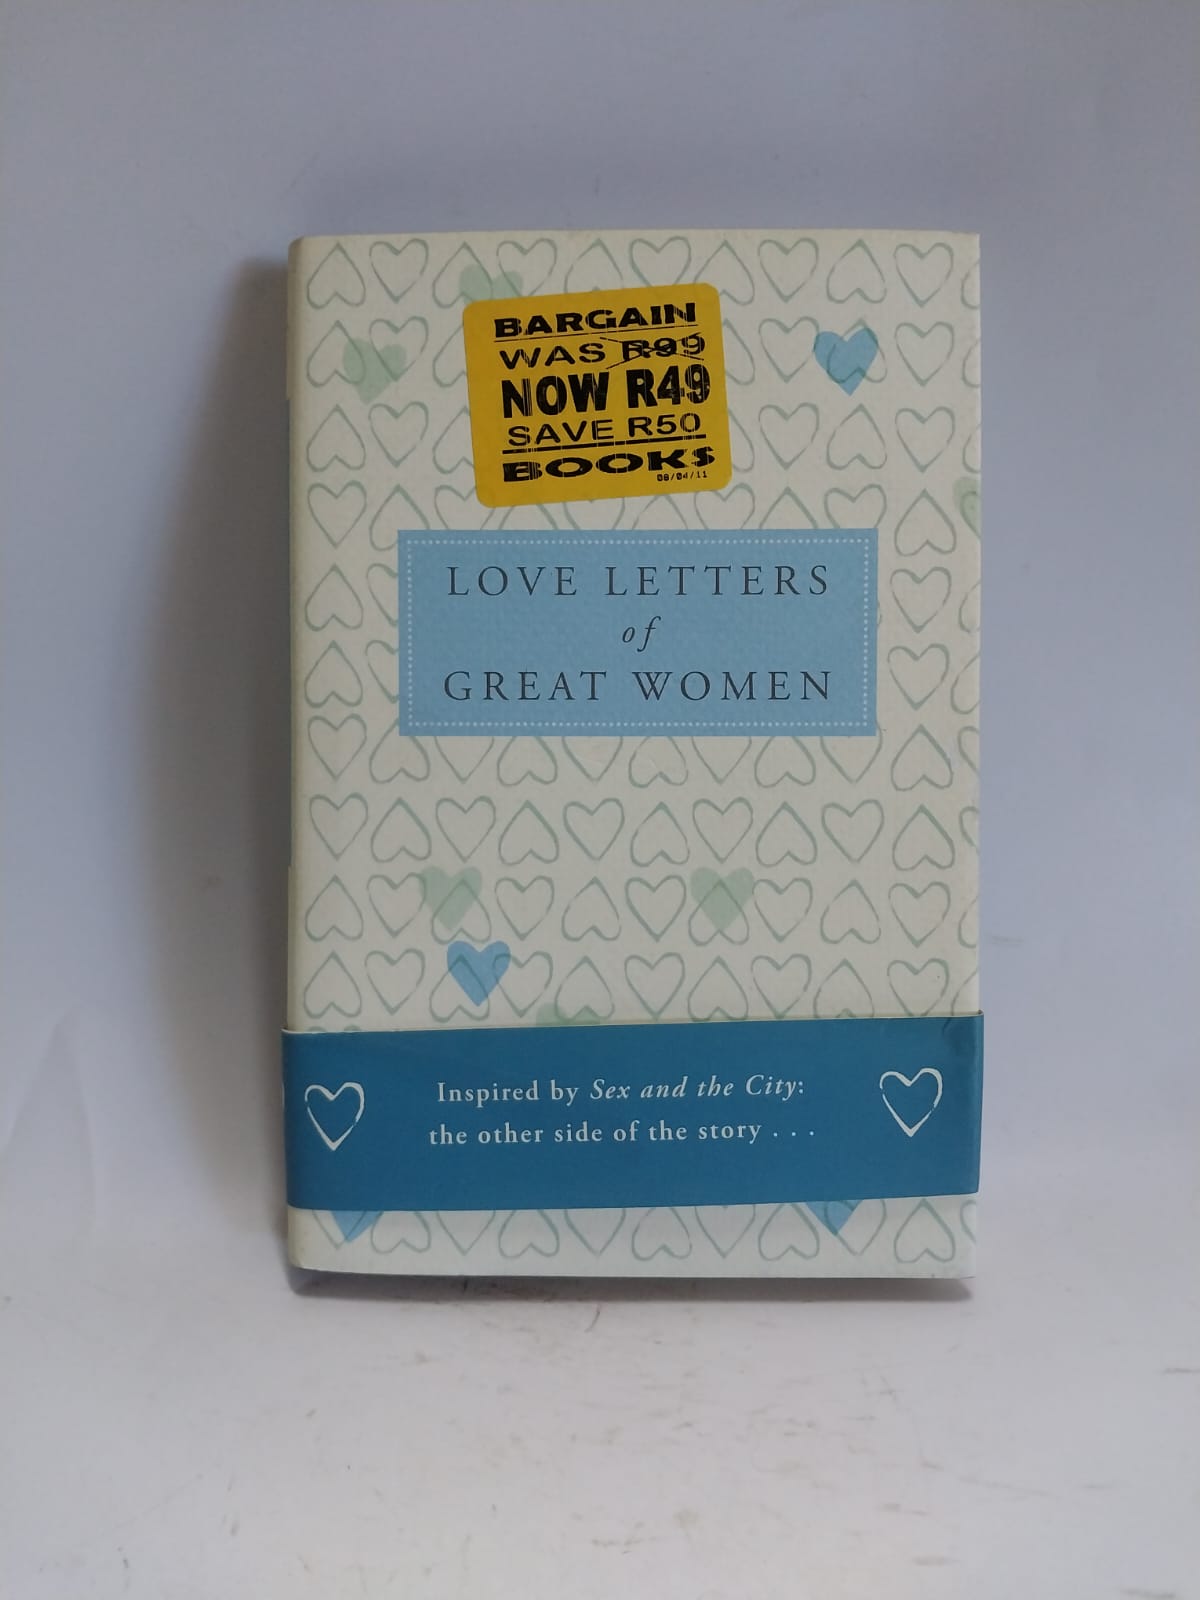 BARGAIN
WAS R99
NOW R49
SAVE R50
BOOKS
08/04/11
LOVE LETTERS
of
GREAT WOMEN
Inspired by Sex and the City:
the other side of the story . . .